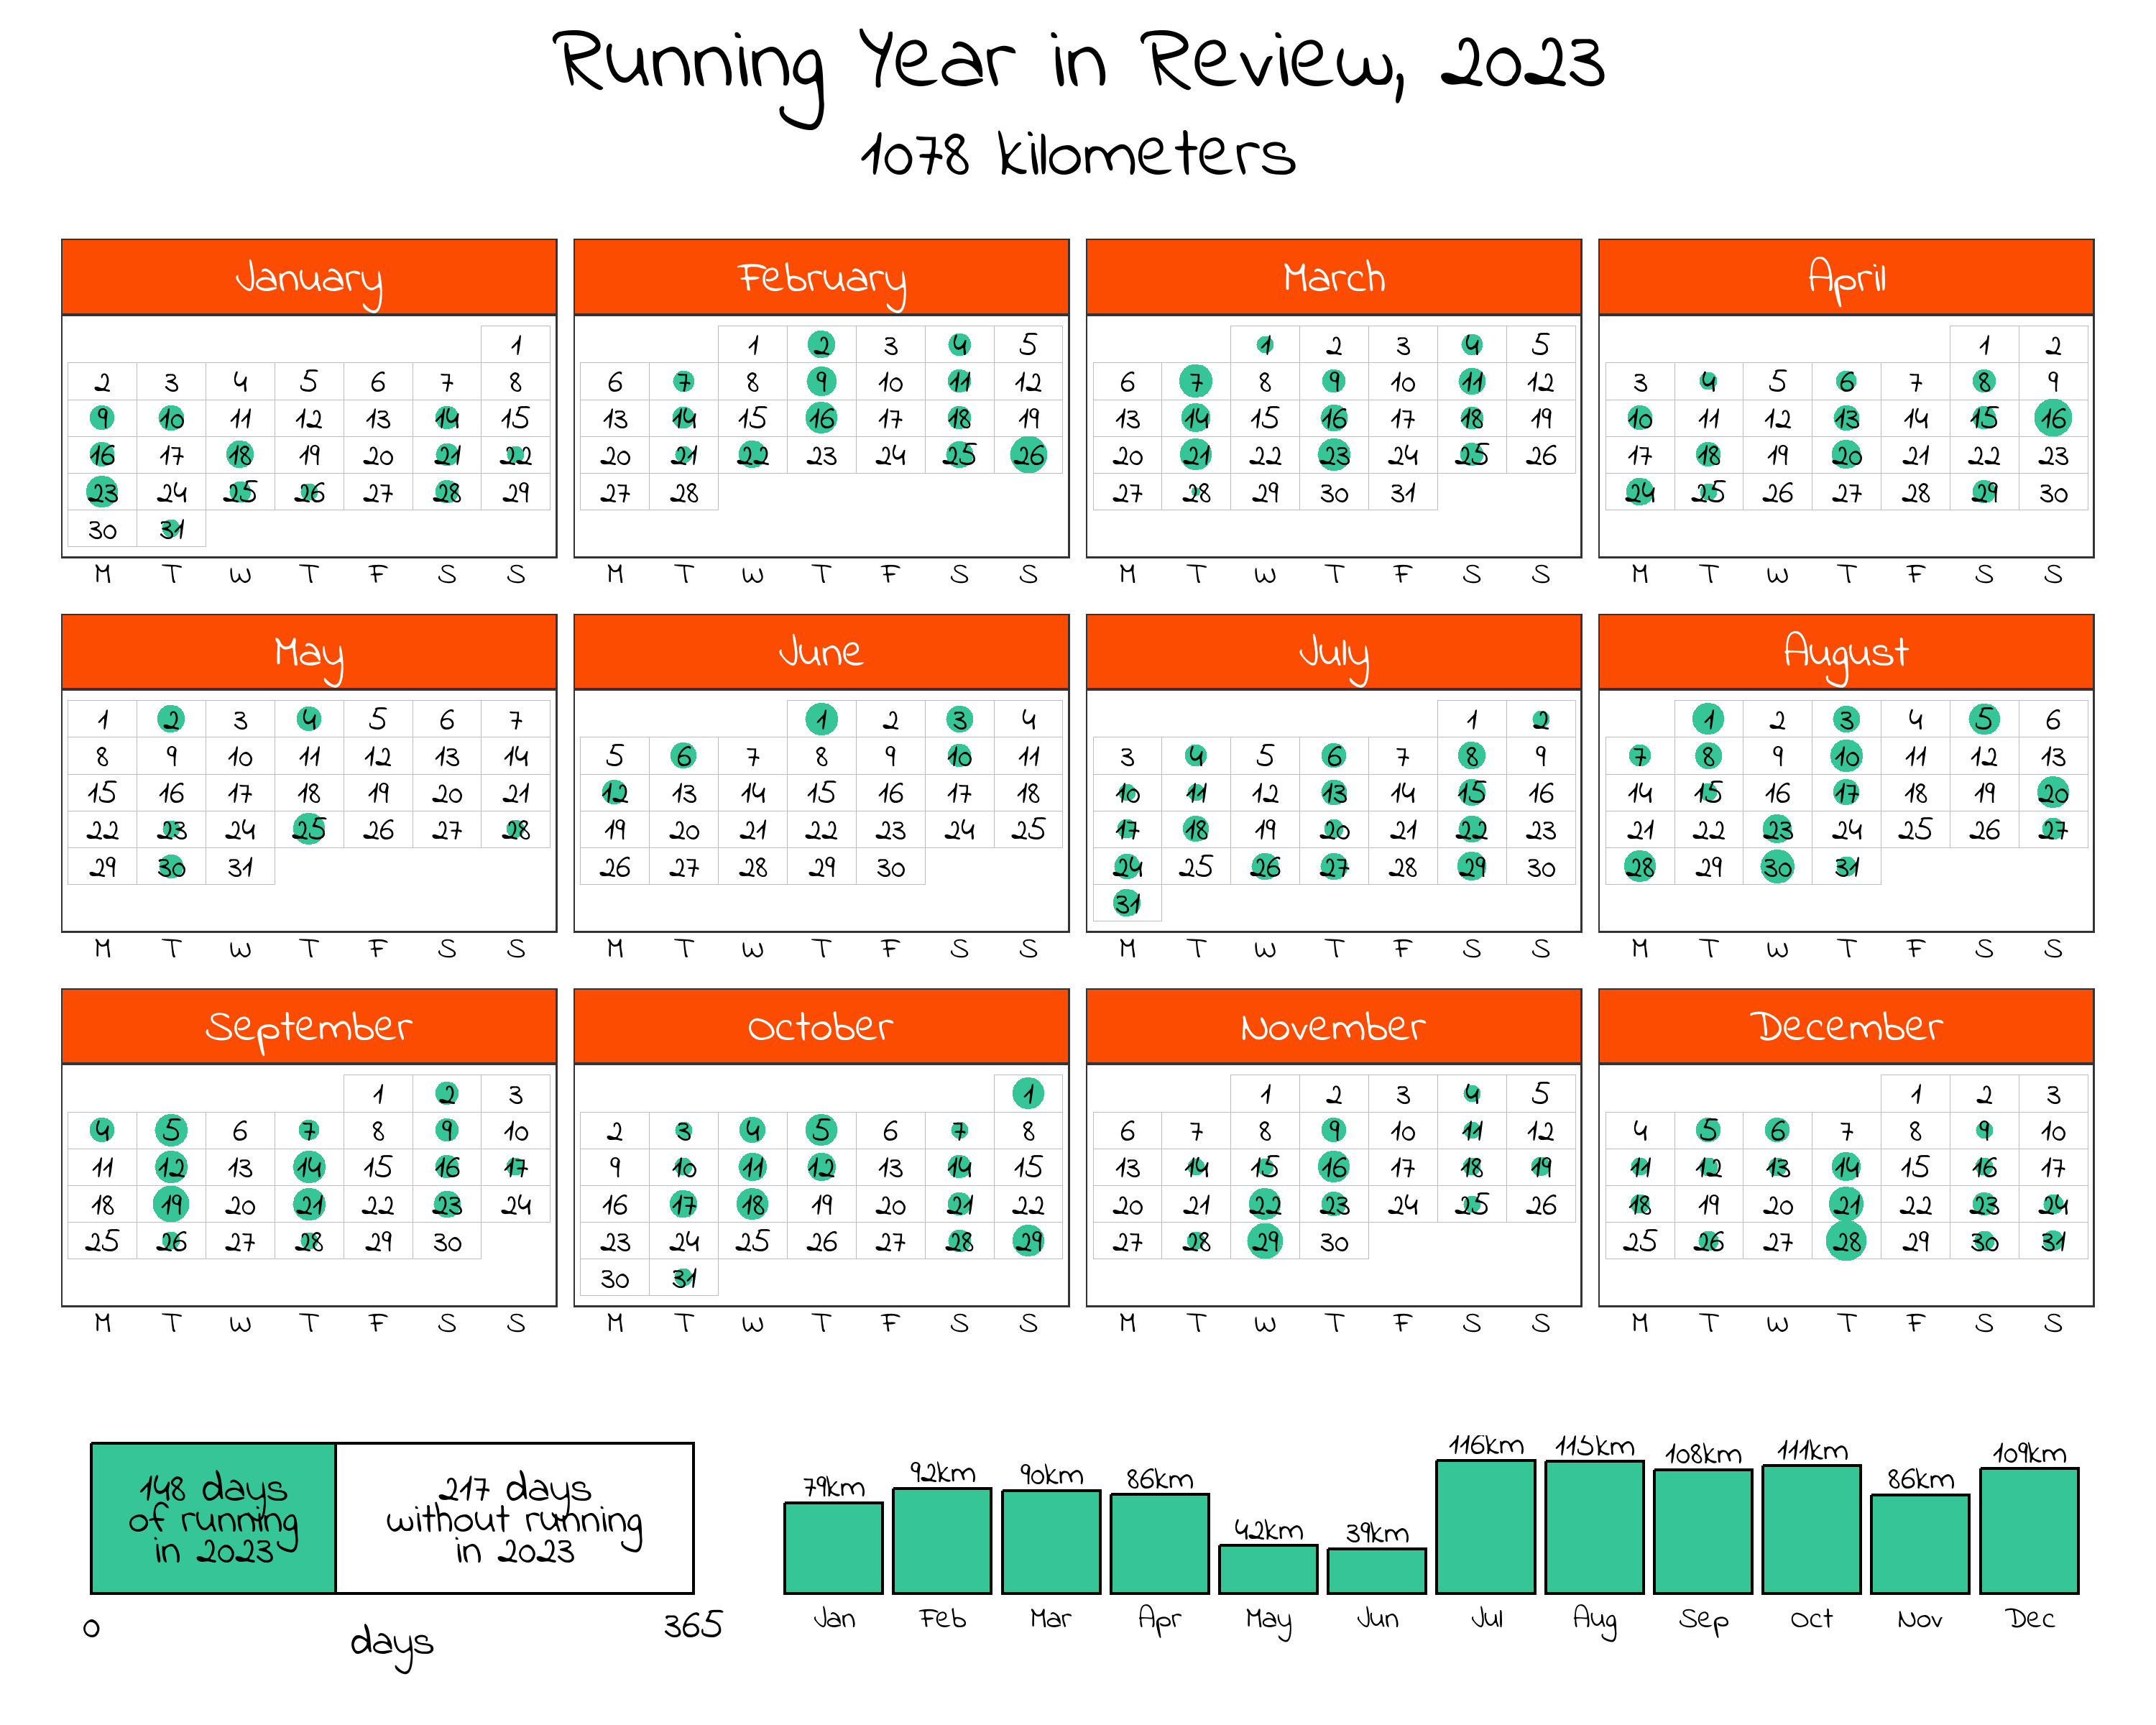 Running Year in Review, 2023
1078 kilometers
January February March April
1 1 2 3 4 5 1 2 3 4 5 1 2
2 3 4 5 6 7 8 6 7 8 9 10 11 12 6 7 8 9 10 11 12 3 4 5 6 7 8 9
9 10 11 12 13 14 15 13 14 15 16 17 18 19 13 14 15 16 17 18 19 10 11 12 13 14 15 16
16 17 18 19 20 21 22 20 21 22 23 24 25 26 20 21 22 23 24 25 26 17 18 19 20 21 22 23
23 24 25 26 27 28 29 27 28 27 28 29 30 31 24 25 26 27 28 29 30
30 31
M T W T F S S M T W T F S S M T W T F S S M T W T F S S
May June July August
1 2 3 4 5 6 7 1 2 3 4 1 2 1 2 3 4 5 6
8 9 10 11 12 13 14 5 6 7 8 9 10 11 3 4 5 6 7 8 9 7 8 9 10 11 12 13
15 16 17 18 19 20 21 12 13 14 15 16 17 18 10 11 12 13 14 15 16 14 15 16 17 18 19 20
22 23 24 25 26 27 28 19 20 21 22 23 24 25 17 18 19 20 21 22 23 21 22 23 24 25 26 27
29 30 31 26 27 28 29 30 24 25 26 27 28 29 30 28 29 30 31
31
M T W T F S S M T W T F S S M T W T F S S M T W T F S S
September October November December
1 2 3 1 1 2 3 4 5 1 2 3
4 5 6 7 8 9 10 2 3 4 5 6 7 8 6 7 8 9 10 11 12 4 5 6 7 8 9 10
11 12 13 14 15 16 17 9 10 11 12 13 14 15 13 14 15 16 17 18 19 11 12 13 14 15 16 17
18 19 20 21 22 23 24 16 17 18 19 20 21 22 20 21 22 23 24 25 26 18 19 20 21 22 23 24
25 26 27 28 29 30 23 24 25 26 27 28 29 27 28 29 30 25 26 27 28 29 30 31
30 31
M T W T F S S M T W T F S S M T W T F S S M T W T F S S
148 days
of running
in 2023
217 days
without running
in 2023
0 365
days
79km 92km 90km 86km 42km 39km 116km 115km 108km 111km 86km 109km
Jan Feb Mar Apr May Jun Jul Aug Sep Oct Nov Dec